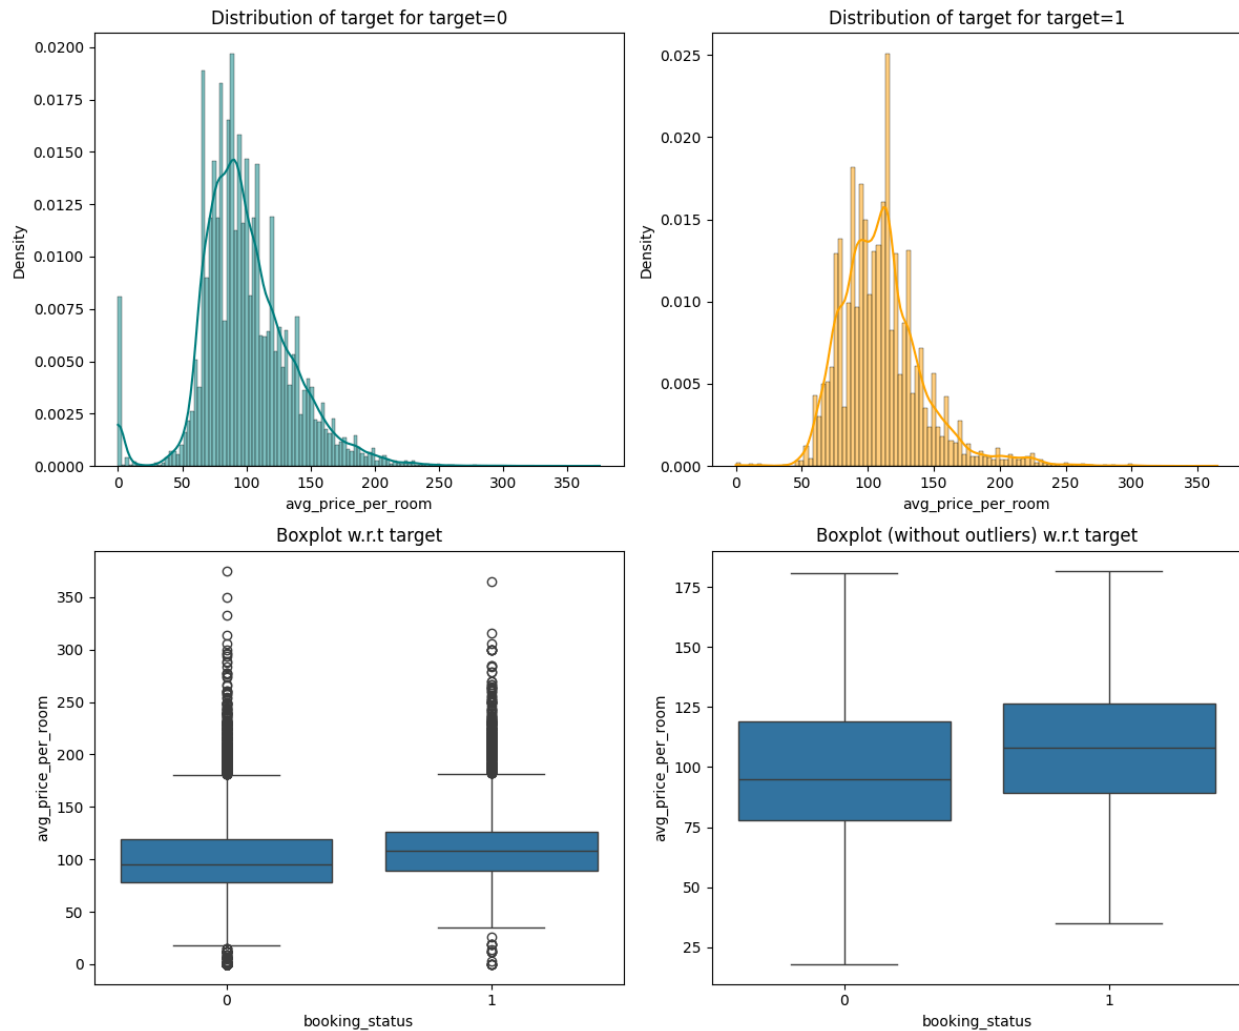 Distribution of target for target=0
0.0200
0.0175
0.0150
0.0125
0.0100
0.0075
0.0050
0.0025
0.0000
Density
0 50 100 150 200 250 300 350
avg_price_per_room
Distribution of target for target=1
0.025
0.020
0.015
0.010
0.005
0.000
Density
0 50 100 150 200 250 300 350
avg_price_per_room
Boxplot w.r.t target
350
300
250
200
150
100
50
0
avg_price_per_room
0 1
booking_status
Boxplot (without outliers) w.r.t target
175
150
125
100
75
50
25
avg_price_per_room
0 1
booking_status